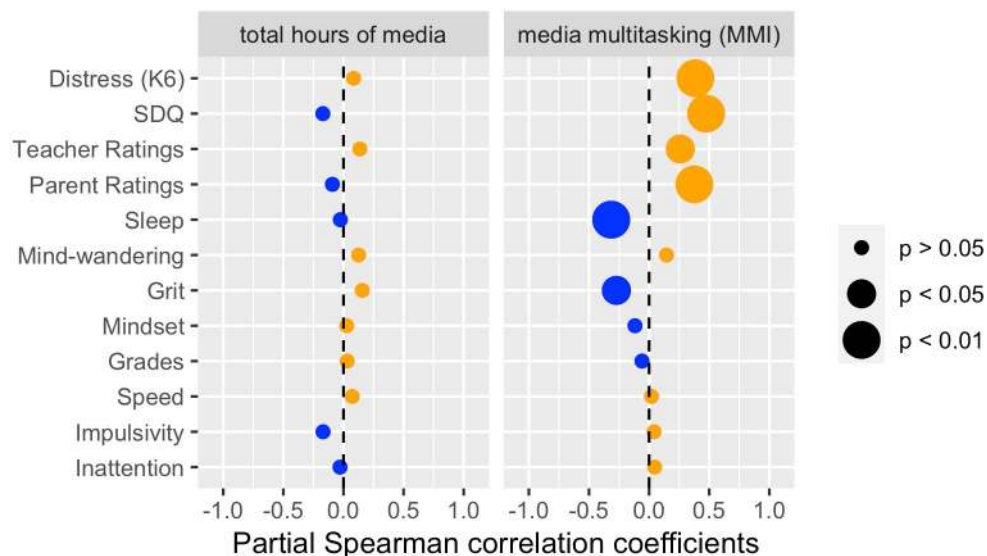 total hours of media
media multitasking (MMI)
Distress (K6)
SDQ
Teacher Ratings
Parent Ratings
Sleep
Mind-wandering
Grit
Mindset
Grades
Speed
Impulsivity
Inattention
p > 0.05
p < 0.05
p < 0.01
-1.0 -0.5 0.0 0.5 1.0
-1.0 -0.5 0.0 0.5 1.0
Partial Spearman correlation coefficients